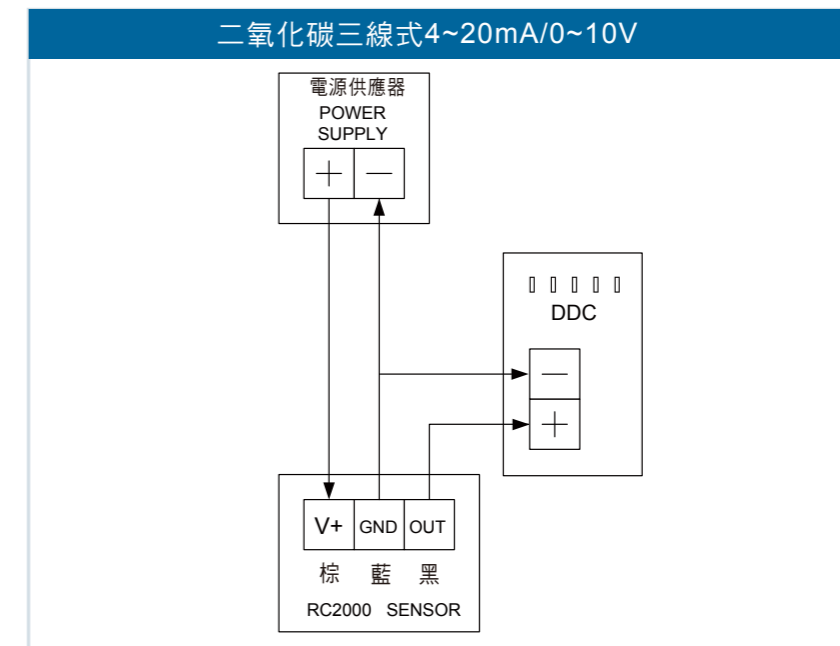 二氧化碳三線式4~20mA/0~10V
電源供應器
POWER
SUPPLY
+ —
DDC
—
+
V+ GND OUT
棕 藍 黑
RC2000 SENSOR